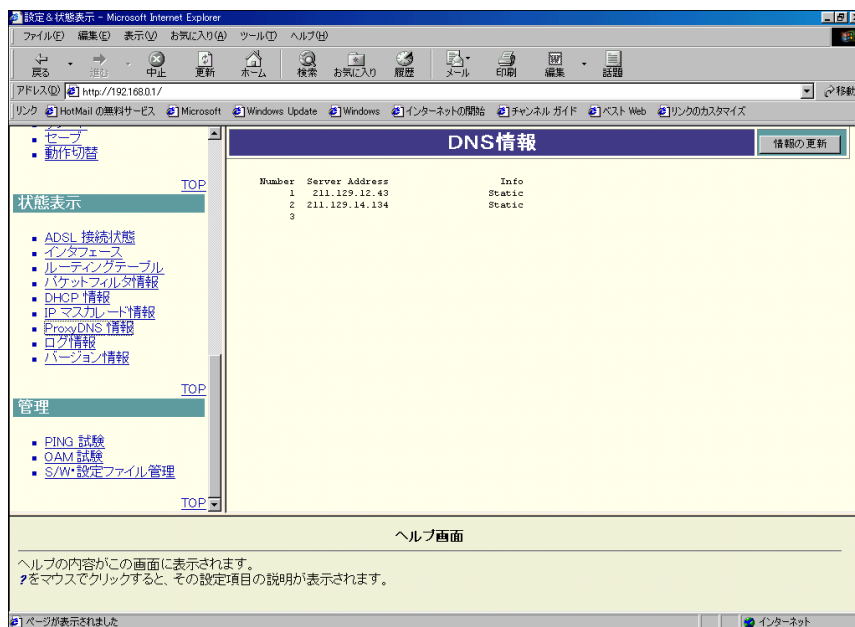 設定＆状態表示 - Microsoft Internet Explorer
ファイル(F) 編集(E) 表示(V) お気に入り(A) ツール(T) ヘルプ(H)
戻る 進む 中止 更新 ホーム 検索 お気に入り 履歴 メール 印刷 編集 話題
アドレス(D) http://192.168.0.1/ 移動
リンク HotMail の無料サービス Microsoft Windows Update Windows インターネットの開始 チャンネル ガイド ベスト Web リンクのカスタマイズ
セーブ
動作切替
TOP
状態表示
ADSL 接続状態
インタフェース
ルーティングテーブル
パケットフィルタ情報
DHCP 情報
IP マスカレード情報
ProxyDNS 情報
ログ情報
バージョン情報
TOP
管理
PING 試験
OAM 試験
S/W・設定ファイル管理
TOP
DNS情報
情報の更新
Number Server Address Info
1 211.129.12.43 Static
2 211.129.14.134 Static
3
ヘルプ画面
ヘルプの内容がこの画面に表示されます。
?をマウスでクリックすると、その設定項目の説明が表示されます。
ページが表示されました インターネット